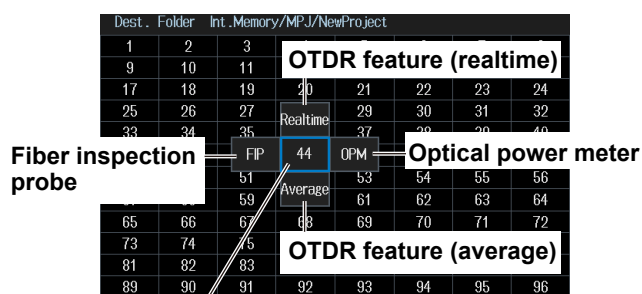 Dest. Folder Int.Memory/MPJ/NewProject
1 2 3
OTDR feature (realtime)
9 10 11
17 18 19 20 21 22 23 24
25 26 27 Realtime 29 30 31 32
33 34 35 37 38 39 40
Fiber inspection probe
FIP 44 OPM
Optical power meter
51 53 54 55 56
59 Average 61 62 63 64
65 66 67 68 69 70 71 72
73 74 75
OTDR feature (average)
81 82 83
89 90 91 92 93 94 95 96